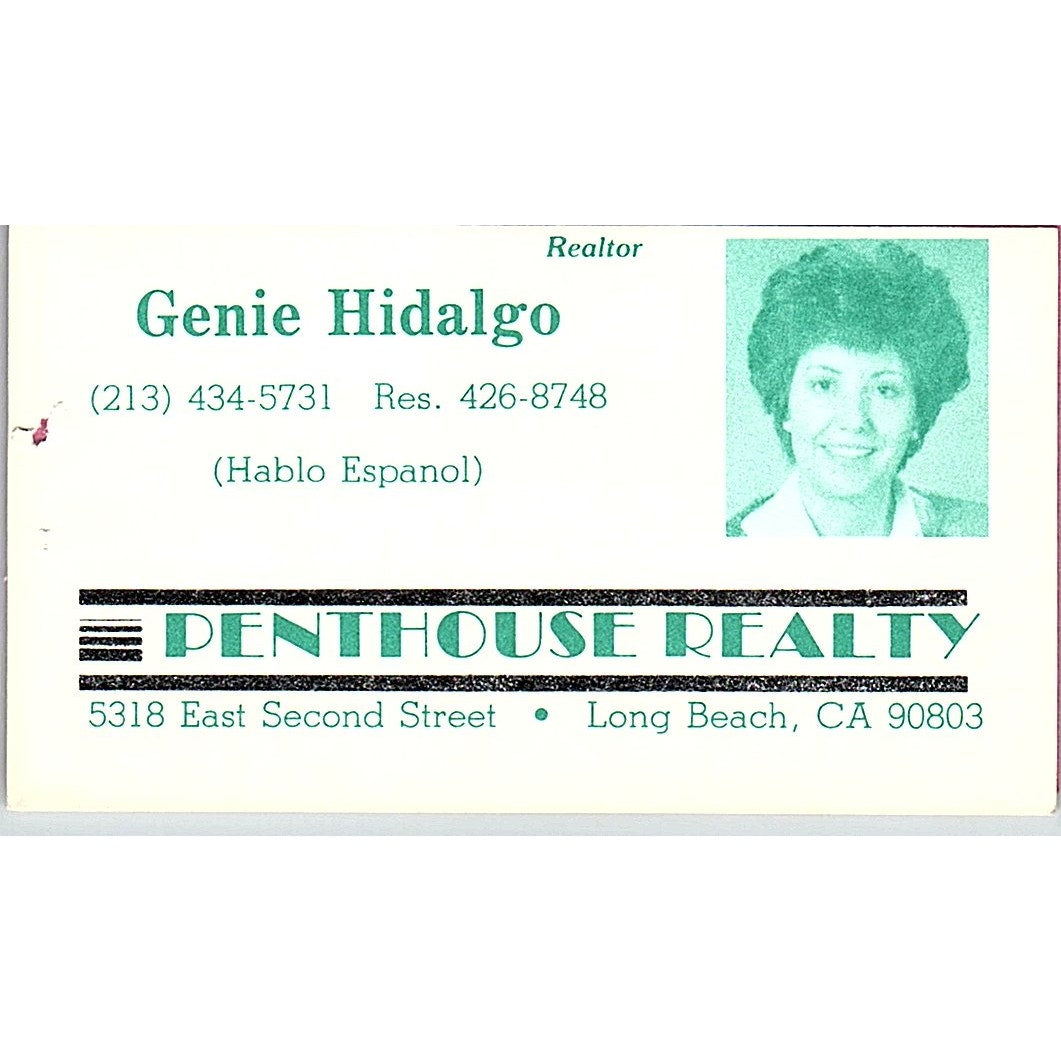 Realtor
Genie Hidalgo
(213) 434-5731 Res. 426-8748
(Hablo Espanol)
PENTHOUSE REALTY
5318 East Second Street • Long Beach, CA 90803